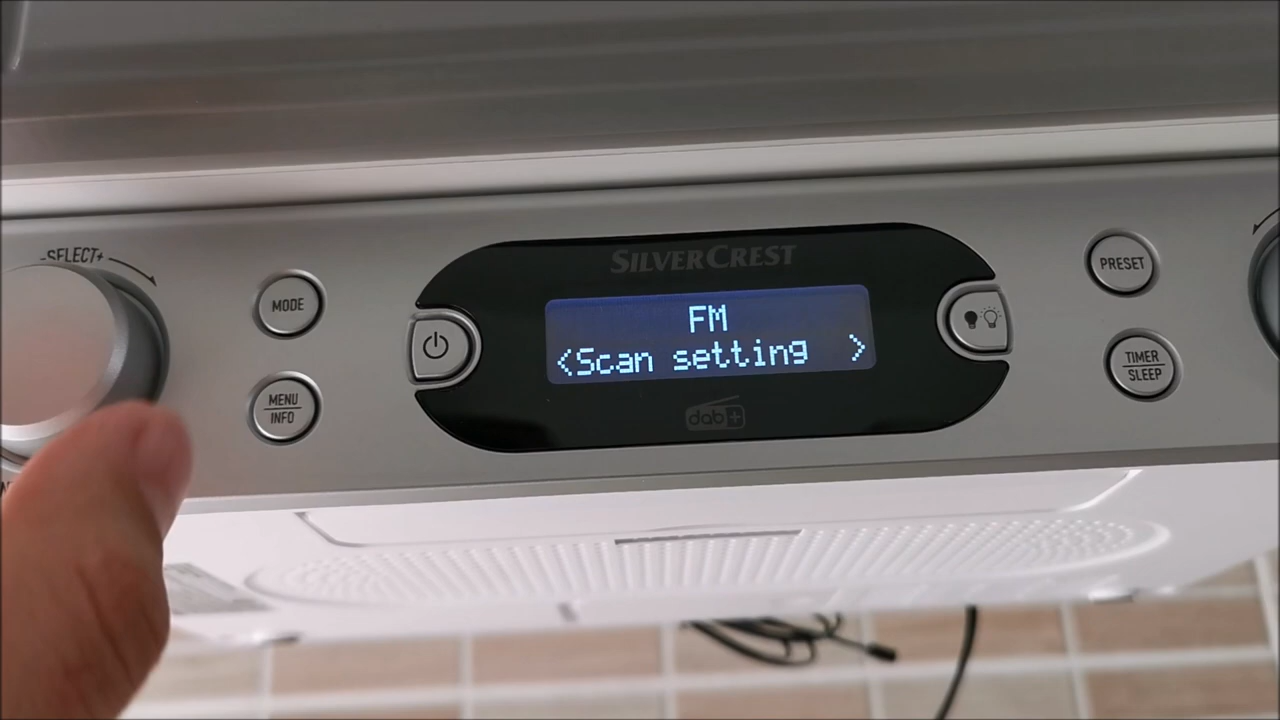 -SELECT+
MODE
MENU
INFO
SILVERCREST
FM
<Scan setting >
dab+
PRESET
TIMER
SLEEP